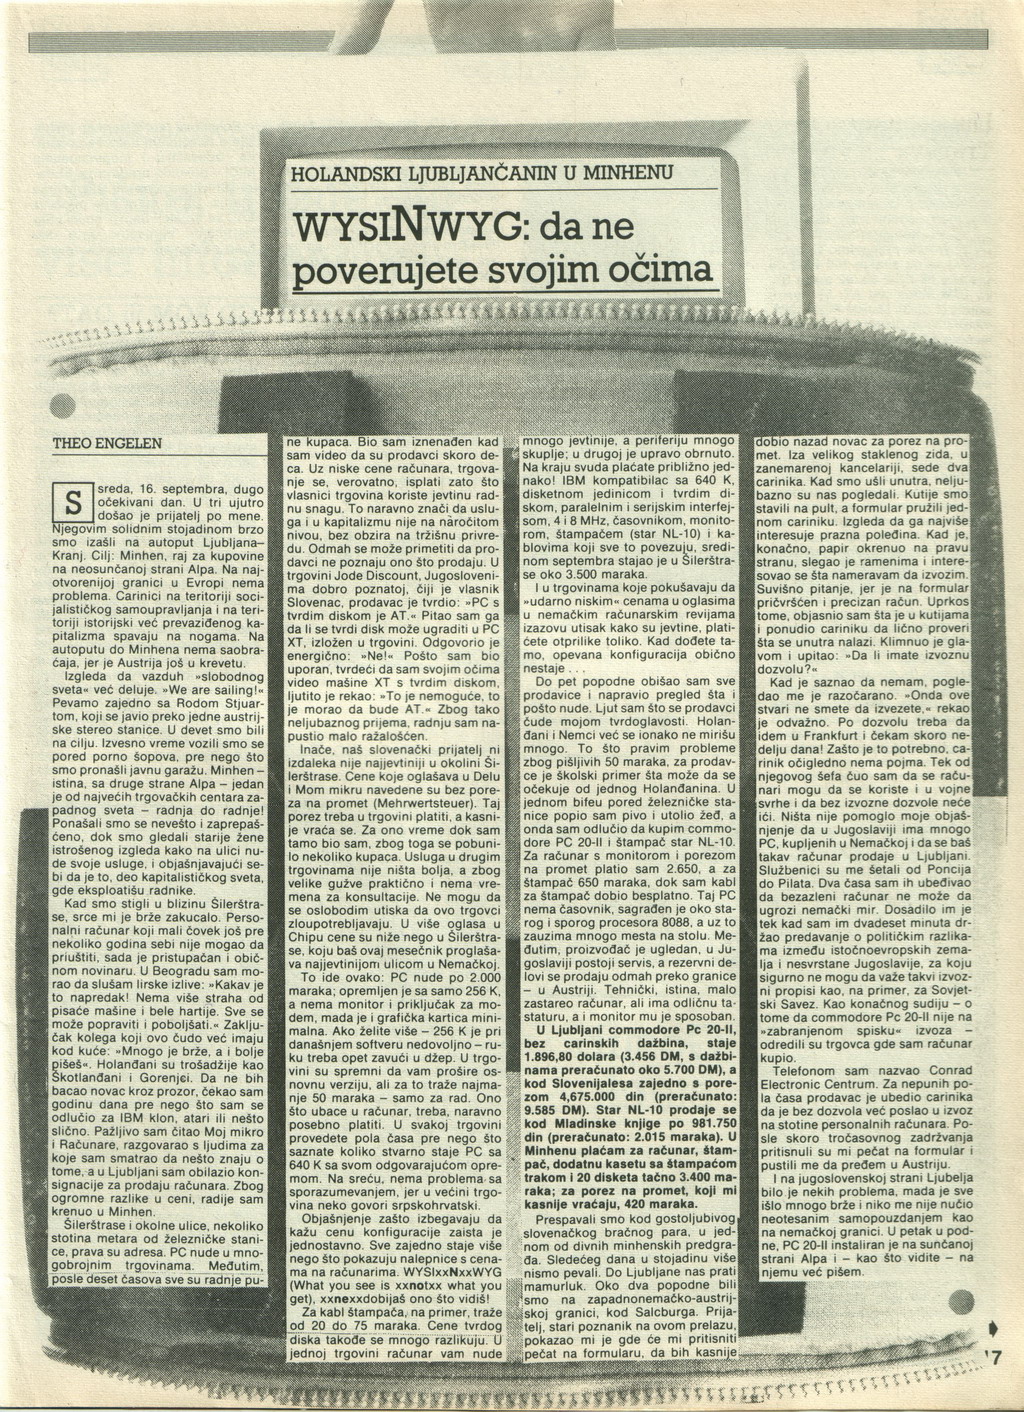 HOLANDSKI LJUBLJANČANIN U MINHENU
WYSINWYG: da ne
poverujete svojim očima
THEO ENGELEN
S
sreda, 16. septembra, dugo
očekivani dan. U tri ujutro
došao je prijatelj po mene.
Njegovim solidnim stojadinom brzo
smo izašli na autoput Ljubljana–
Kranj. Cilj: Minhen, raj za kupovine
na neosunčanoj strani Alpa. Na naj-
otvorenijoj granici u Evropi nema
problema. Carinici na teritoriji soci-
jalističkog samoupravljanja i na teri-
toriji istorijski već prevaziđenog ka-
pitalizma spavaju na nogama. Na
autoputu do Minhena nema saobra-
ćaja, jer je Austrija još u krevetu.
Izgleda da vazduh »slobodnog
sveta« već deluje. »We are sailing!«
Pevamo zajedno sa Rodom Stjuar-
tom, koji se javio preko jedne austrij-
ske stereo stanice. U devet smo bili
na cilju. Izvesno vreme vozili smo se
pored porno šopova, pre nego što
smo pronašli javnu garažu. Minhen –
istina, sa druge strane Alpa – jedan
je od najvećih trgovačkih centara za-
padnog sveta – radnja do radnje!
Ponašali smo se nevešto i zaprepaš-
ćeno, dok smo gledali starije žene
istrošenog izgleda kako na ulici nu-
de svoje usluge, i objašnjavajući se-
bi da je to, deo kapitalističkog sveta,
gde eksploatišu radnike.
Kad smo stigli u blizinu Šilerštra-
se, srce mi je brže zakucalo. Perso-
nalni računar koji mali čovek još pre
nekoliko godina sebi nije mogao da
priuštiti, sada je pristupačan i obič-
nom novinaru. U Beogradu sam mo-
rao da slušam lirske izlive: »Kakav je
to napredak! Nema više straha od
pisaće mašine i bele hartije. Sve se
može popraviti i poboljšati.« Zaklju-
čak kolega koji ovo čudo već imaju
kod kuće: »Mnogo je brže, a i bolje
pišeš«. Holanđani su trošadžije kao
Škotlanđani i Gorenjci. Da ne bih
bacao novac kroz prozor, čekao sam
godinu dana pre nego što sam se
odlučio za IBM klon, atari ili nešto
slično. Pažljivo sam čitao Moj mikro
i Računare, razgovarao s ljudima za
koje sam smatrao da nešto znaju o
tome, a u Ljubljani sam obilazio kon-
signacije za prodaju računara. Zbog
ogromne razlike u ceni, radije sam
krenuo u Minhen.
Šilerštrase i okolne ulice, nekoliko
stotina metara od železničke stani-
ce, prava su adresa. PC nude u mno-
gobrojnim trgovinama. Međutim,
posle deset časova sve su radnje pu-
ne kupaca. Bio sam iznenađen kad
sam video da su prodavci skoro de-
ca. Uz niske cene računara, trgova-
nje se, verovatno, isplati zato što
vlasnici trgovina koriste jevtinu rad-
nu snagu. To naravno znači da uslu-
ga i u kapitalizmu nije na naročitom
nivou, bez obzira na tržišnu privre-
du. Odmah se može primetiti da pro-
davci ne poznaju ono što prodaju. U
trgovini Jode Discount, Jugosloveni-
ma dobro poznatoj, čiji je vlasnik
Slovenac, prodavac je tvrdio: »PC s
tvrdim diskom je AT.« Pitao sam ga
da li se tvrdi disk može ugraditi u PC
XT, izložen u trgovini. Odgovorio je
energično: »Ne!« Pošto sam bio
uporan, tvrdeći da sam svojim očima
video mašine XT s tvrdim diskom,
ljutito je rekao: »To je nemoguće, to
je morao da bude AT.« Zbog tako
neljubaznog prijema, radnju sam na-
pustio malo ražalošćen.
Inače, naš slovenački prijatelj ni
izdaleka nije najjevtiniji u okolini Ši-
lerštrase. Cene koje oglašava u Delu
i Mom mikru navedene su bez pore-
za na promet (Mehrwertsteuer). Taj
porez treba u trgovini platiti, a kasni-
je vraća se. Za ono vreme dok sam
tamo bio sam, zbog toga se pobuni-
lo nekoliko kupaca. Usluga u drugim
trgovinama nije ništa bolja, a zbog
velike gužve praktično i nema vre-
mena za konsultacije. Ne mogu da
se oslobodim utiska da ovo trgovci
zloupotrebljavaju. U više oglasa u
Chipu cene su niže nego u Šilerštra-
se, koju baš ovaj mesečnik proglaša-
va najjevtinijom ulicom u Nemačkoj.
To ide ovako: PC nude po 2.000
maraka; opremljen je sa samo 256 K,
a nema monitor i priključak za mo-
dem, mada je i grafička kartica mini-
malna. Ako želite više – 256 K je pri
današnjem softveru nedovoljno – ru-
ku treba opet zavući u džep. U trgo-
vini su spremni da vam prošire os-
novnu verziju, ali za to traže najma-
nje 50 maraka – samo za rad. Ono
što ubace u računar, treba, naravno
posebno platiti. U svakoj trgovini
provedete pola časa pre nego što
saznate koliko stvarno staje PC sa
640 K sa svom odgovarajućom opre-
mom. Na sreću, nema problema sa
sporazumevanjem, jer u većini trgo-
vina neko govori srpskohrvatski.
Objašnjenje zašto izbegavaju da
kažu cenu konfiguracije zaista je
jednostavno. Sve zajedno staje više
nego što pokazuju nalepnice s cena-
ma na računarima. WYSIxxNxxWYG
(What you see is xxnotxx what you
get), xxnexxdobijaš ono što vidiš!
Za kabl štampača, na primer, traže
od 20 do 75 maraka. Cene tvrdog
diska takođe se mnogo razlikuju. U
jednoj trgovini računar vam nude
mnogo jevtinije, a periferiju mnogo
skuplje; u drugoj je upravo obrnuto.
Na kraju svuda plaćate približno jed-
nako! IBM kompatibilac sa 640 K,
disketnom jedinicom i tvrdim di-
skom, paralelnim i serijskim interfej-
som, 4 i 8 MHz, časovnikom, monito-
rom, štampačem (star NL-10) i ka-
blovima koji sve to povezuju, sredi-
nom septembra stajao je u Šilerštra-
se oko 3.500 maraka.
I u trgovinama koje pokušavaju da
»udarno niskim« cenama u oglasima
u nemačkim računarskim revijama
izazovu utisak kako su jevtine, plati-
ćete otprilike toliko. Kad dođete ta-
mo, opevana konfiguracija obično
nestaje . . .
Do pet popodne obišao sam sve
prodavice i napravio pregled šta i
pošto nude. Ljut sam što se prodavci
čude mojom tvrdoglavosti. Holan-
đani i Nemci već se ionako ne mirišu
mnogo. To što pravim probleme
zbog pišljivih 50 maraka, za prodav-
ce je školski primer šta može da se
očekuje od jednog Holanđanina. U
jednom bifeu pored železničke sta-
nice popio sam pivo i utolio žeđ, a
onda sam odlučio da kupim commo-
dore PC 20-II i štampač star NL-10.
Za računar s monitorom i porezom
na promet platio sam 2.650, a za
štampač 650 maraka, dok sam kabl
za štampač dobio besplatno. Taj PC
nema časovnik, sagrađen je oko sta-
rog i sporog procesora 8088, a uz to
zauzima mnogo mesta na stolu. Me-
đutim, proizvođač je ugledan, u Ju-
goslaviji postoji servis, a rezervni de-
lovi se prodaju odmah preko granice
– u Austriji. Tehnički, istina, malo
zastareo računar, ali ima odličnu ta-
staturu, a i monitor mu je sposoban.
U Ljubljani commodore Pc 20-II,
bez carinskih dažbina, staje
1.896,80 dolara (3.456 DM, s dažbi-
nama preračunato oko 5.700 DM), a
kod Slovenijalesa zajedno s pore-
zom 4,675.000 din (preračunato:
9.585 DM). Star NL-10 prodaje se
kod Mladinske knjige po 981.750
din (preračunato: 2.015 maraka). U
Minhenu plaćam za računar, štam-
pač, dodatnu kasetu sa štampaćom
trakom i 20 disketa tačno 3.400 ma-
raka; za porez na promet, koji mi
kasnije vraćaju, 420 maraka.
Prespavali smo kod gostoljubivog
slovenačkog bračnog para, u jed-
nom od divnih minhenskih predgra-
đa. Sledećeg dana u stojadinu više
nismo pevali. Do Ljubljane nas prati
mamurluk. Oko dva popodne bili
smo na zapadnonemačko-austrij-
skoj granici, kod Salcburga. Prija-
telj, stari poznanik na ovom prelazu,
pokazao mi je gde će mi pritisniti
pečat na formularu, da bih kasnije
dobio nazad novac za porez na pro-
met. Iza velikog staklenog zida, u
zanemarenoj kancelariji, sede dva
carinika. Kad smo ušli unutra, nelju-
bazno su nas pogledali. Kutije smo
stavili na pult, a formular pružili jed-
nom cariniku. Izgleda da ga najviše
interesuje prazna poleđina. Kad je,
konačno, papir okrenuo na pravu
stranu, slegao je ramenima i intere-
sovao se šta nameravam da izvozim.
Suvišno pitanje, jer je na formular
pričvršćen i precizan račun. Uprkos
tome, objasnio sam šta je u kutijama
i ponudio cariniku da lično proveri
šta se unutra nalazi. Klimnuo je gla-
vom i upitao: »Da li imate izvoznu
dozvolu?«
Kad je saznao da nemam, pogle-
dao me je razočarano. »Onda ove
stvari ne smete da izvezete,« rekao
je odvažno. Po dozvolu treba da
idem u Frankfurt i čekam skoro ne-
delju dana! Zašto je to potrebno, ca-
rinik očigledno nema pojma. Tek od
njegovog šefa čuo sam da se raču-
nari mogu da se koriste i u vojne
svrhe i da bez izvozne dozvole neće
ići. Ništa nije pomoglo moje objaš-
njenje da u Jugoslaviji ima mnogo
PC, kupljenih u Nemačkoj i da se baš
takav računar prodaje u Ljubljani.
Službenici su me šetali od Poncija
do Pilata. Dva časa sam ih ubeđivao
da bezazleni računar ne može da
ugrozi nemački mir. Dosadilo im je
tek kad sam im dvadeset minuta dr-
žao predavanje o političkim razlika-
ma između istočnoevropskih zema-
lja i nesvrstane Jugoslavije, za koju
sigurno ne mogu da važe takvi izvoz-
ni propisi kao, na primer, za Sovjet-
ski Savez. Kao konačnog sudiju – o
tome da commodore PC 20-II nije na
»zabranjenom spisku« izvoza –
odredili su trgovca gde sam računar
kupio.
Telefonom sam nazvao Conrad
Electronic Centrum. Za nepunih po-
la časa prodavac je ubedio carinika
da je bez dozvola već poslao u izvoz
na stotine personalnih računara. Po-
sle skoro tročasovnog zadržavanja
pritisnuli su mi pečat na formular i
pustili me da pređem u Austriju.
I na jugoslovenskoj strani Ljubelja
bilo je nekih problema, mada je sve
išlo mnogo brže i niko me nije nučio
neotesanim samopouzdanjem kao
na nemačkoj granici. U petak u pod-
ne, PC 20-II instaliran je na sunčanoj
strani Alpa i – kao što vidite – na
njemu već pišem.
7